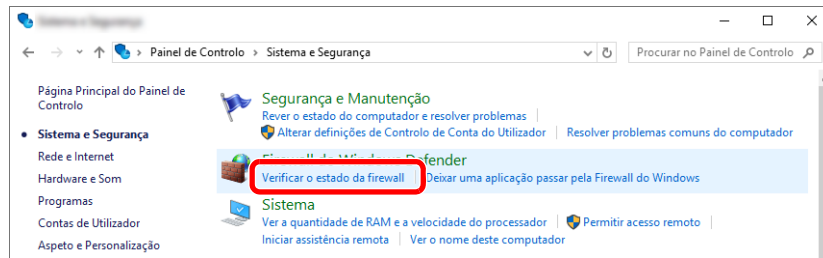 Painel de Controlo > Sistema e Segurança
Procurar no Painel de Controlo
Página Principal do Painel de
Controlo
Sistema e Segurança
Rede e Internet
Hardware e Som
Programas
Contas de Utilizador
Aspeto e Personalização
Segurança e Manutenção
Rever o estado do computador e resolver problemas
Alterar definições de Controlo de Conta do Utilizador
Resolver problemas comuns do computador
Firewall do Windows Defender
Verificar o estado da firewall
Deixar uma aplicação passar pela Firewall do Windows
Sistema
Ver a quantidade de RAM e a velocidade do processador
Permitir acesso remoto
Iniciar assistência remota
Ver o nome deste computador